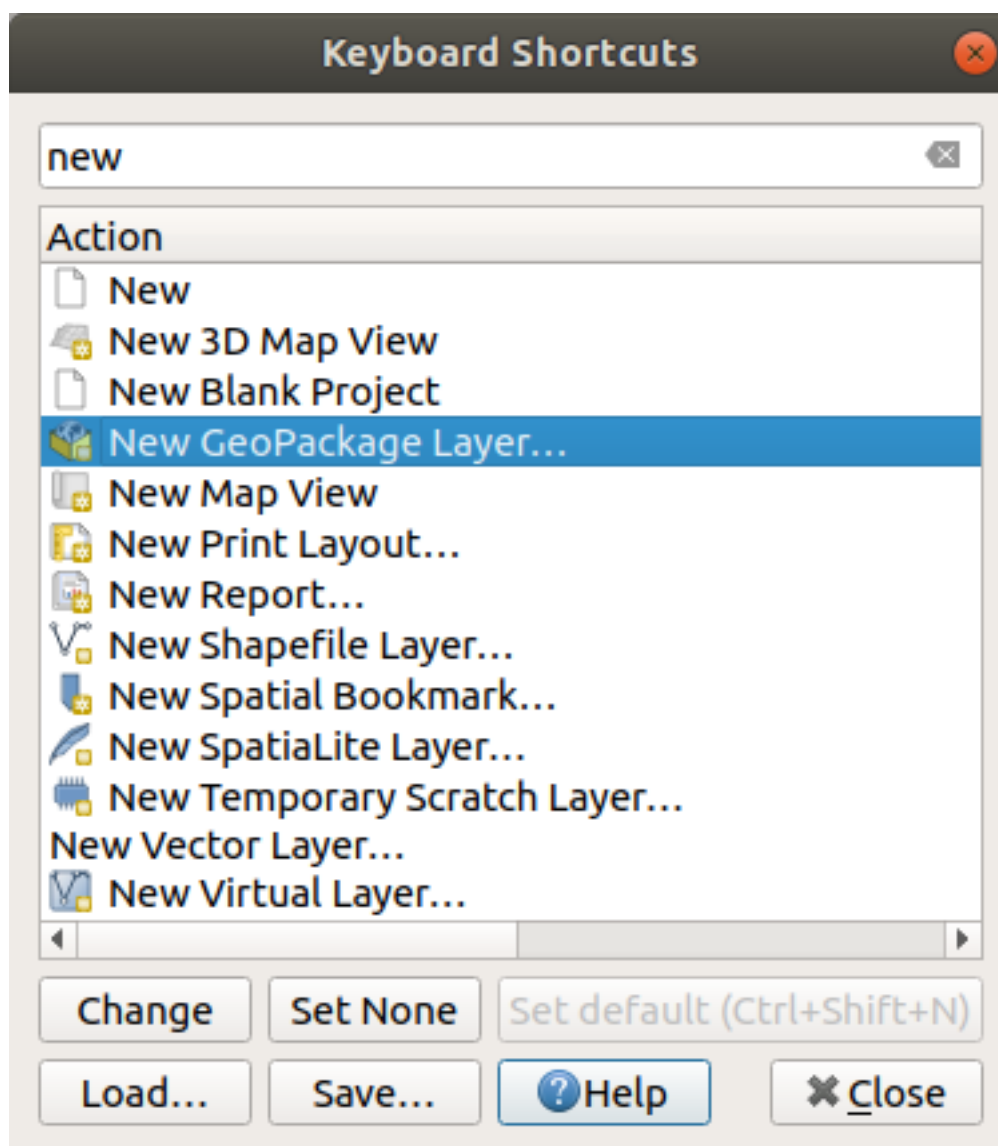 Keyboard Shortcuts
new
Action
New
New 3D Map View
New Blank Project
New GeoPackage Layer...
New Map View
New Print Layout...
New Report...
New Shapefile Layer...
New Spatial Bookmark...
New SpatiaLite Layer...
New Temporary Scratch Layer...
New Vector Layer...
New Virtual Layer...
Change Set None Set default (Ctrl+Shift+N)
Load... Save... Help Close